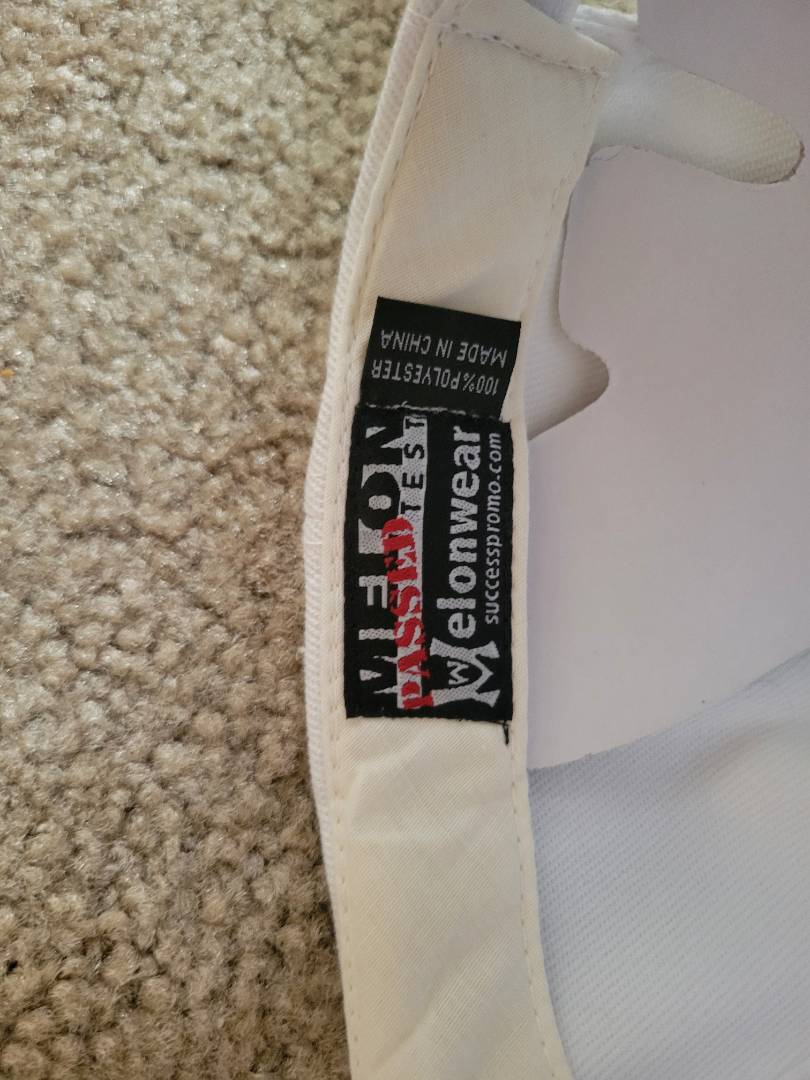 100% POLYESTER
MADE IN CHINA
MELON
PASSED
TEST
Melonwear
successpromo.com